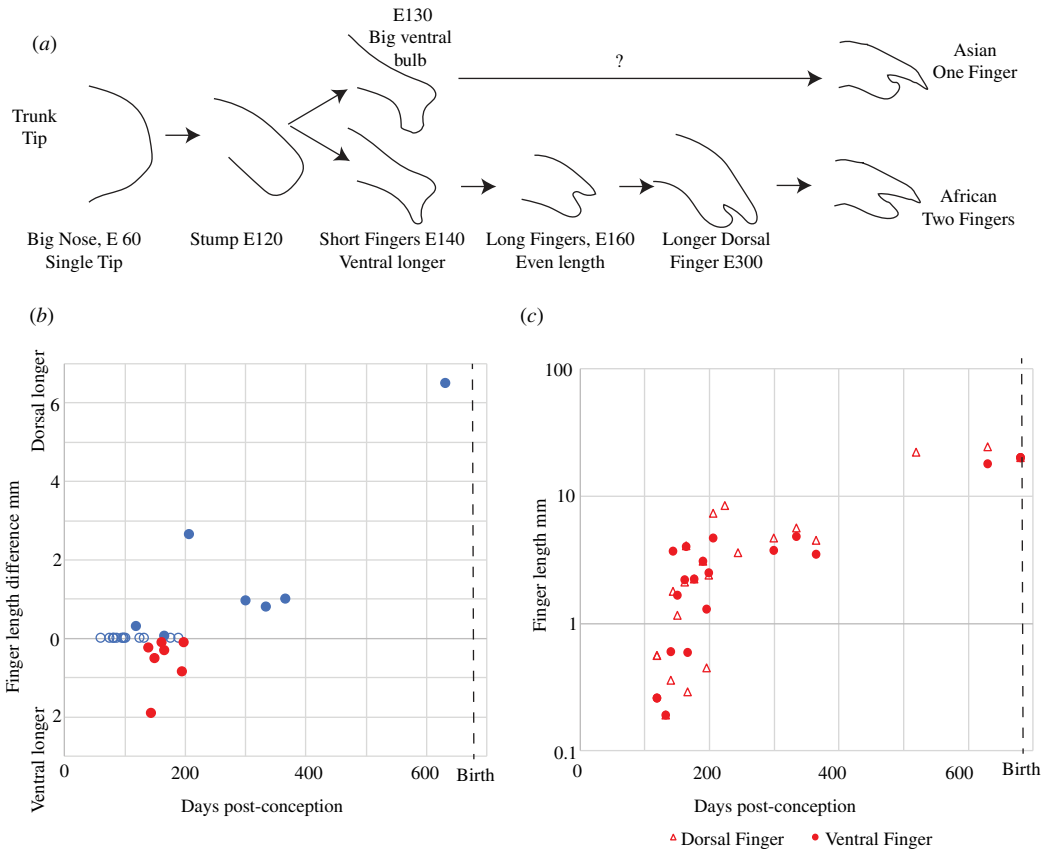 (a)
Trunk
Tip
E130
Big ventral
bulb
?
Asian
One Finger
African
Two Fingers
Big Nose, E 60
Single Tip
Stump E120
Short Fingers E140
Ventral longer
Long Fingers, E160
Even length
Longer Dorsal
Finger E300
(b)
Dorsal longer
Finger length difference mm
Ventral longer
6
4
2
0
2
0
200
400
600
Birth
Days post-conception
(c)
Finger length mm
100
10
1
0.1
0
200
400
600
Birth
Days post-conception
Dorsal Finger
Ventral Finger